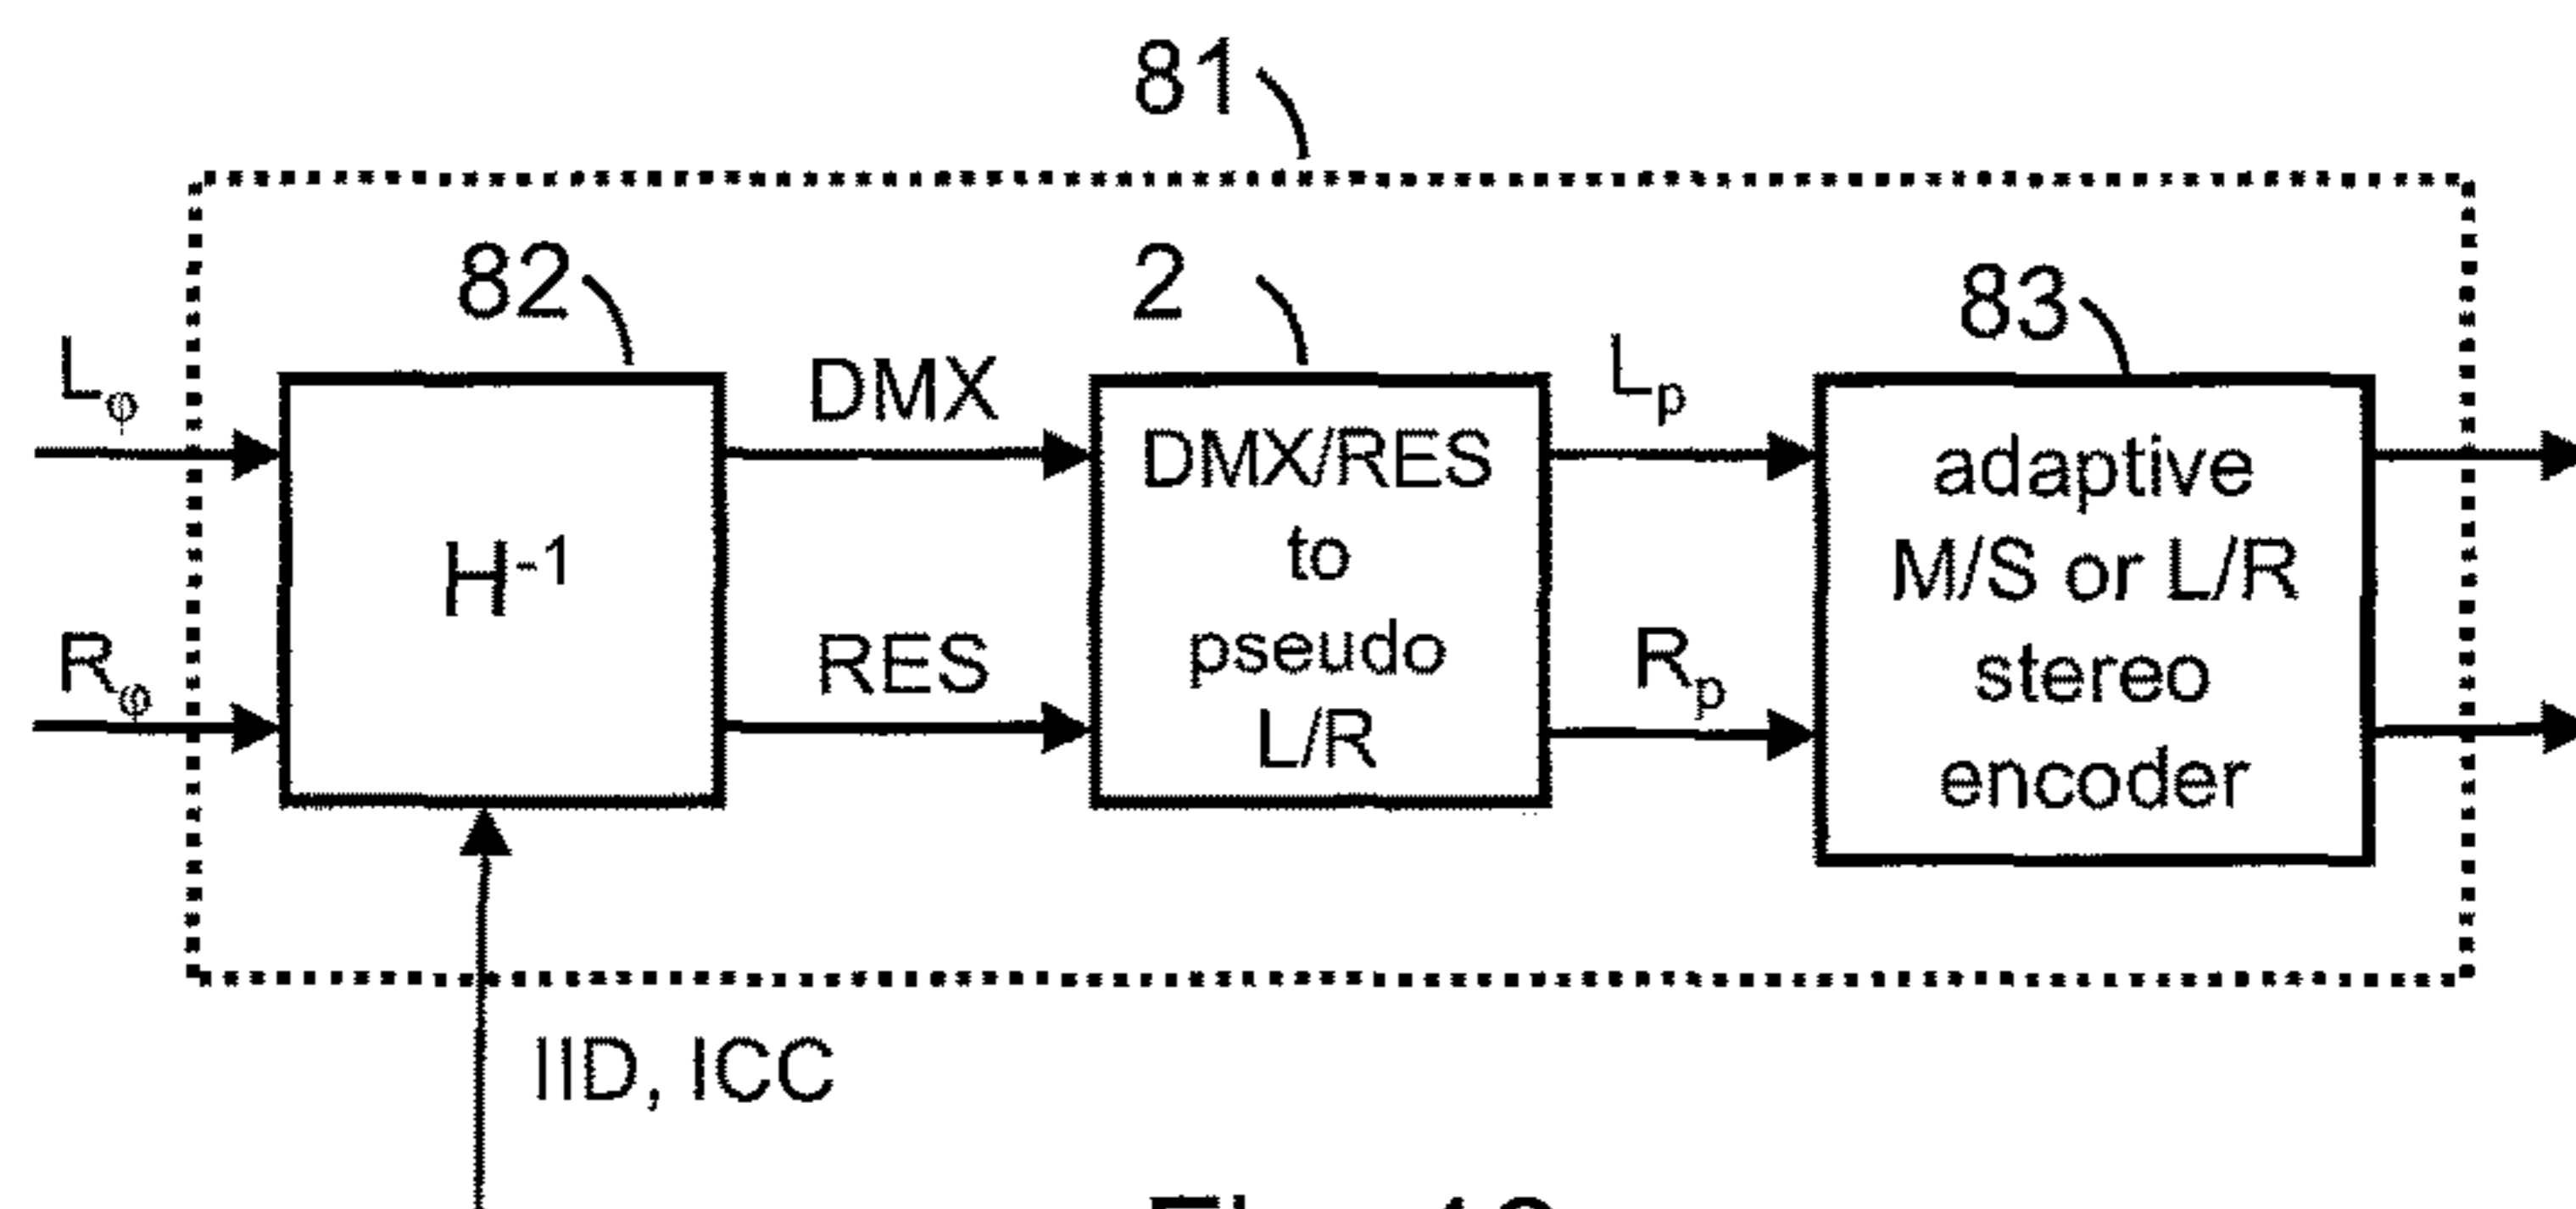 81
82
2
83
Lφ
DMX
Lp
Rφ
RES
Rp
H-1
DMX/RES
to
pseudo
L/R
adaptive
M/S or L/R
stereo
encoder
IID, ICC